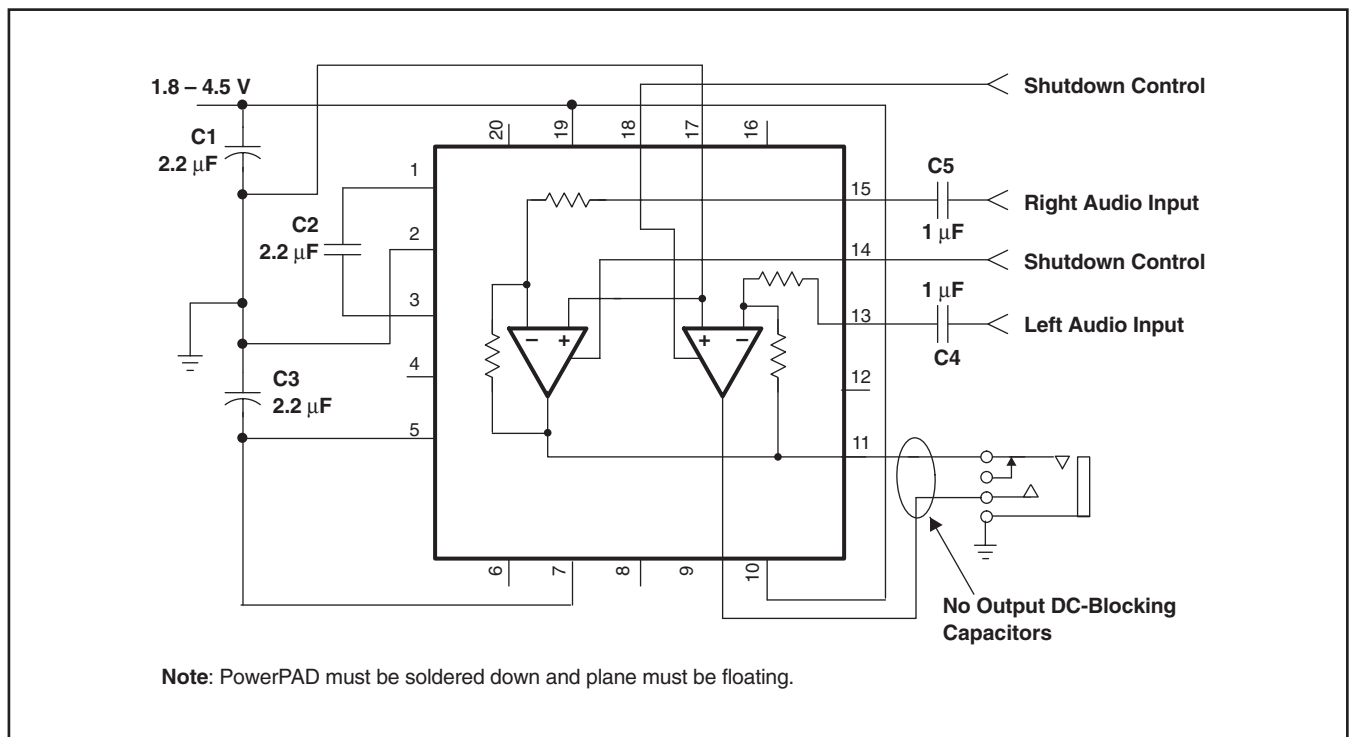 1.8 – 4.5 V
Shutdown Control
20
19
18
17
16
C1
2.2 μF
1
15
C5
1 μF
Right Audio Input
C2
2.2 μF
2
14
Shutdown Control
3
13
1 μF
C4
Left Audio Input
– +
+ –
4
12
C3
2.2 μF
5
11
6
7
8
9
10
No Output DC-Blocking
Capacitors
Note: PowerPAD must be soldered down and plane must be floating.